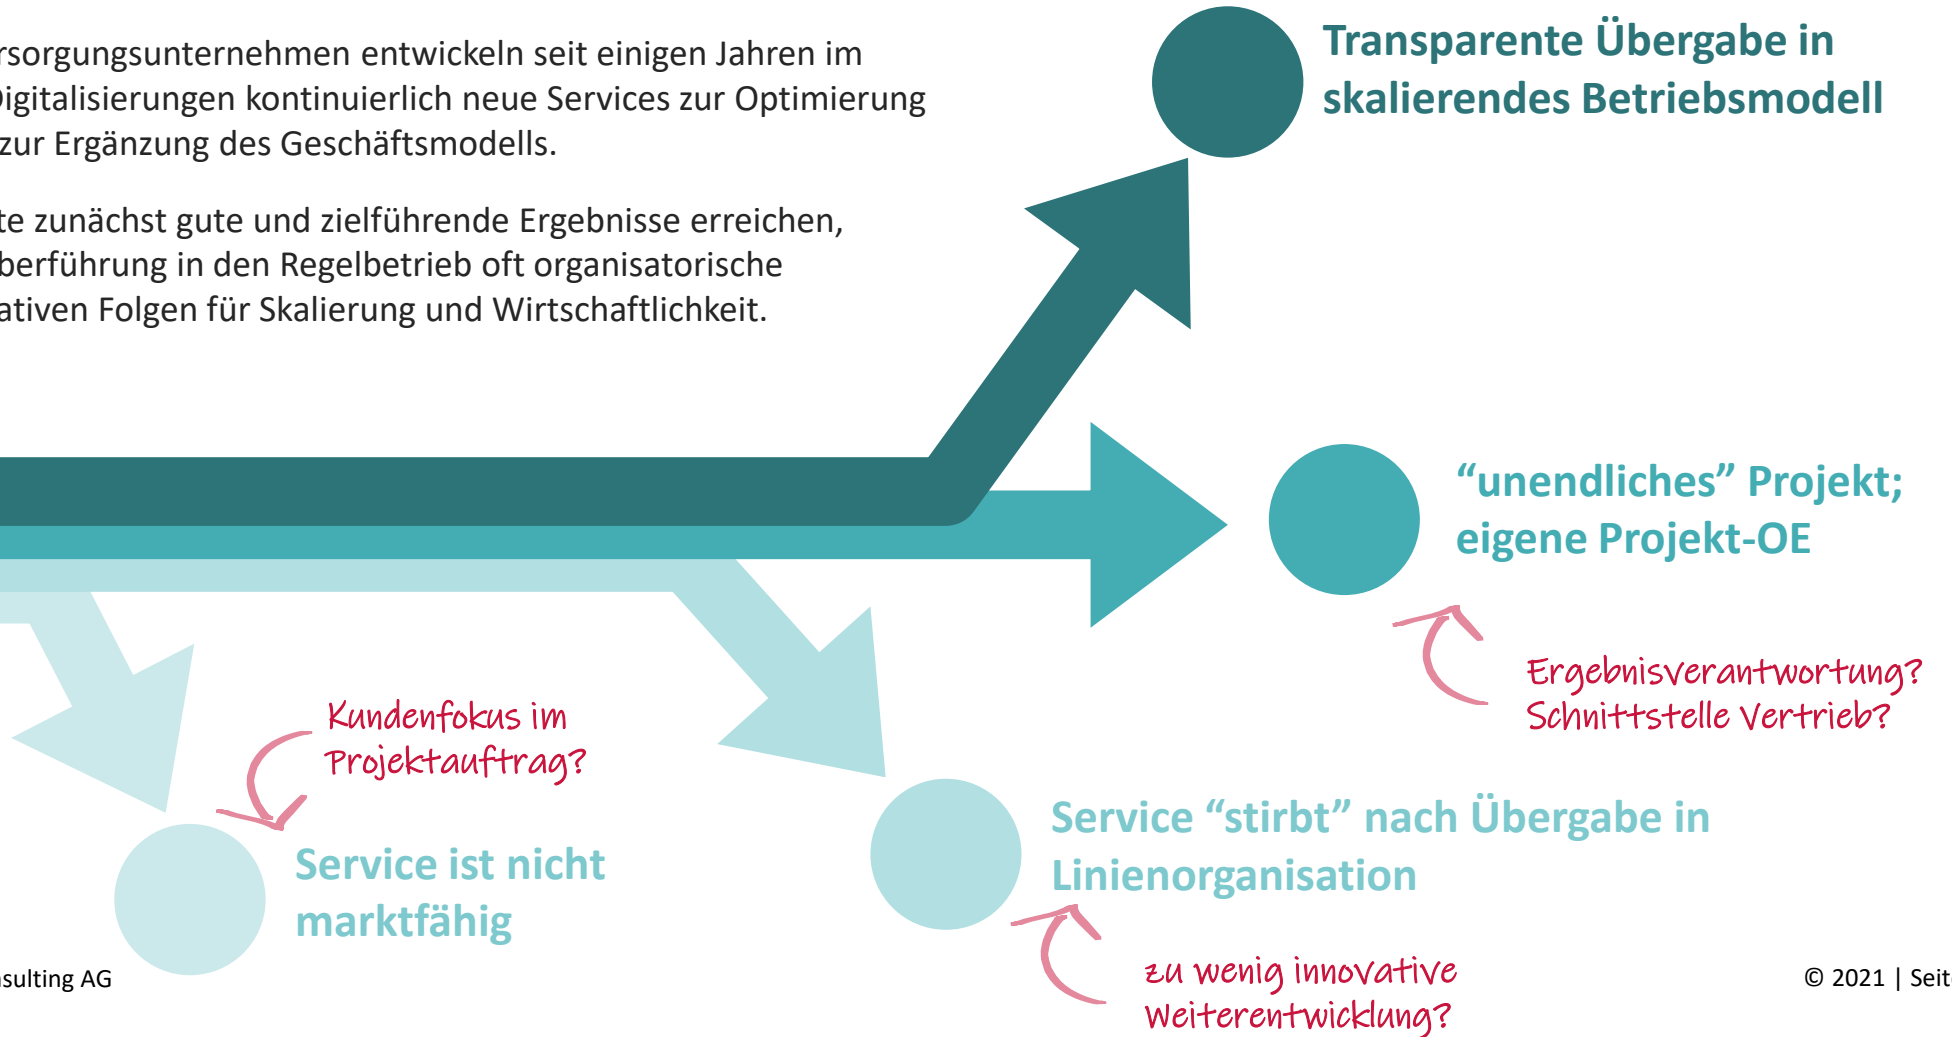 rsorgungsunternehmen entwickeln seit einigen Jahren im
Digitalisierungen kontinuierlich neue Services zur Optimierung
zur Ergänzung des Geschäftsmodells.
te zunächst gute und zielführende Ergebnisse erreichen,
berführung in den Regelbetrieb oft organisatorische
ativen Folgen für Skalierung und Wirtschaftlichkeit.
Transparente Übergabe in
skalierendes Betriebsmodell
“unendliches” Projekt;
eigene Projekt-OE
Ergebnisverantwortung?
Schnittstelle Vertrieb?
Kundenfokus im
Projektauftrag?
Service ist nicht
marktfähig
Service “stirbt” nach Übergabe in
Linienorganisation
zu wenig innovative
Weiterentwicklung?
nsulting AG
© 2021 | Seit